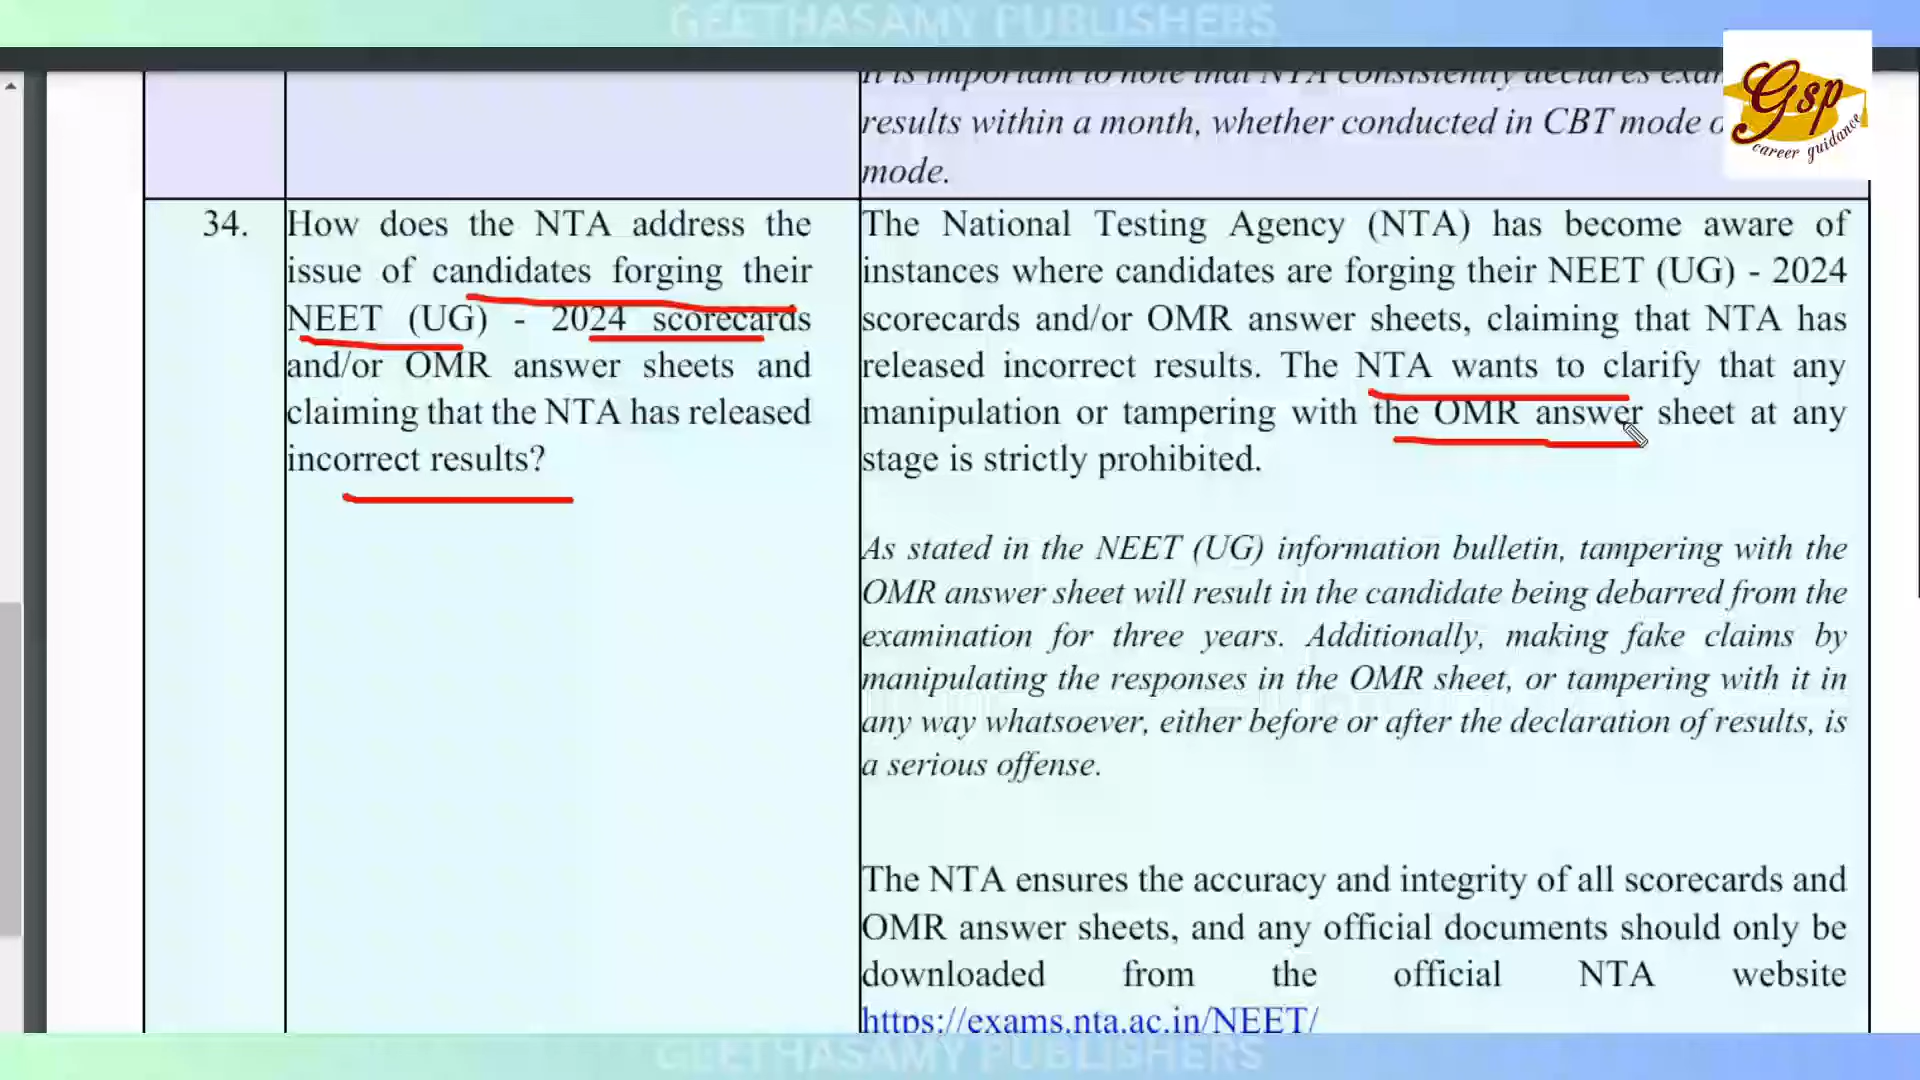 GEETHASAMY PUBLISHERS
It is important to note that NTA consistently declares
results within a month, whether conducted in CBT mode
mode.
Gsp
career guidance
34.
How does the NTA address the
issue of candidates forging their
NEET (UG) - 2024 scorecards
and/or OMR answer sheets and
claiming that the NTA has released
incorrect results?
The National Testing Agency (NTA) has become aware of
instances where candidates are forging their NEET (UG) - 2024
scorecards and/or OMR answer sheets, claiming that NTA has
released incorrect results. The NTA wants to clarify that any
manipulation or tampering with the OMR answer sheet at any
stage is strictly prohibited.
As stated in the NEET (UG) information bulletin, tampering with the
OMR answer sheet will result in the candidate being debarred from the
examination for three years. Additionally, making fake claims by
manipulating the responses in the OMR sheet, or tampering with it in
any way whatsoever, either before or after the declaration of results, is
a serious offense.
The NTA ensures the accuracy and integrity of all scorecards and
OMR answer sheets, and any official documents should only be
downloaded from the official NTA website
https://exams.nta.ac.in/NEET/
GEETHASAMY PUBLISHERS